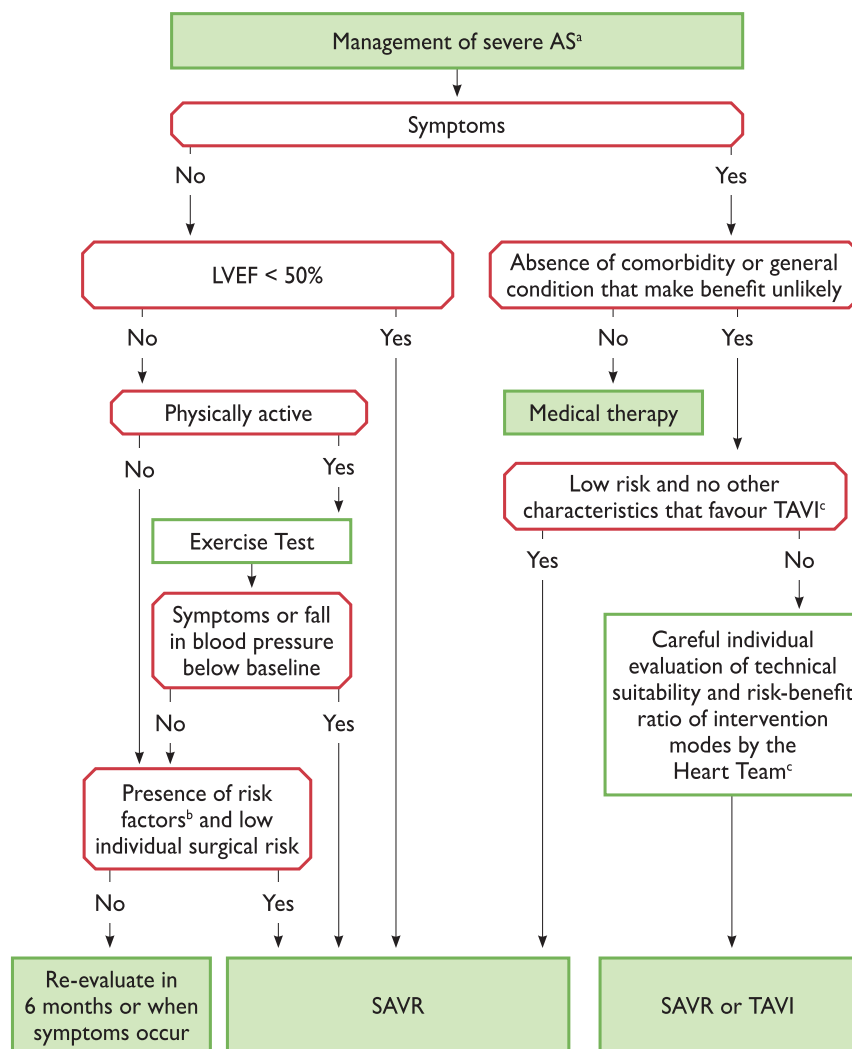 Management of severe ASᵃ
Symptoms
No
Yes
LVEF < 50%
Absence of comorbidity or general
condition that make benefit unlikely
No
Yes
No
Yes
Physically active
Medical therapy
No
Yes
Low risk and no other
characteristics that favour TAVIᶜ
Exercise Test
Yes
No
Symptoms or fall
in blood pressure
below baseline
Careful individual
evaluation of technical
suitability and risk-benefit
ratio of intervention
modes by the
Heart Teamᶜ
No
Yes
Presence of risk
factorsᵇ and low
individual surgical risk
No
Yes
Re-evaluate in
6 months or when
symptoms occur
SAVR
SAVR or TAVI